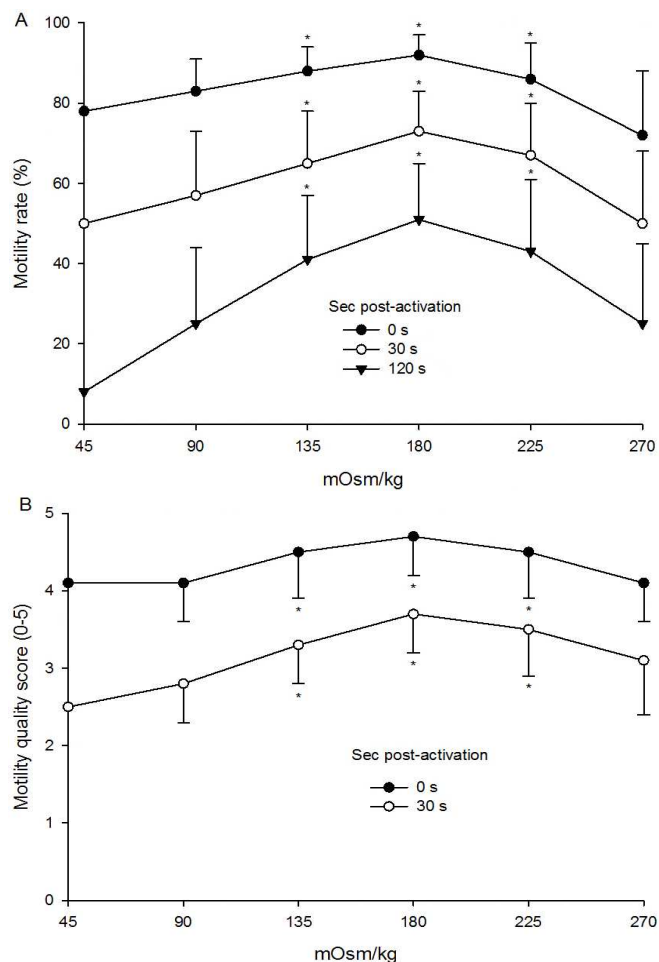 A
100
80
60
40
20
0
Motility rate (%)
* * *
* * *
* * *
Sec post-activation
0 s
30 s
120 s
45 90 135 180 225 270
mOsm/kg
B
5
4
3
2
1
0
Motility quality score (0-5)
* * *
* * *
Sec post-activation
0 s
30 s
45 90 135 180 225 270
mOsm/kg